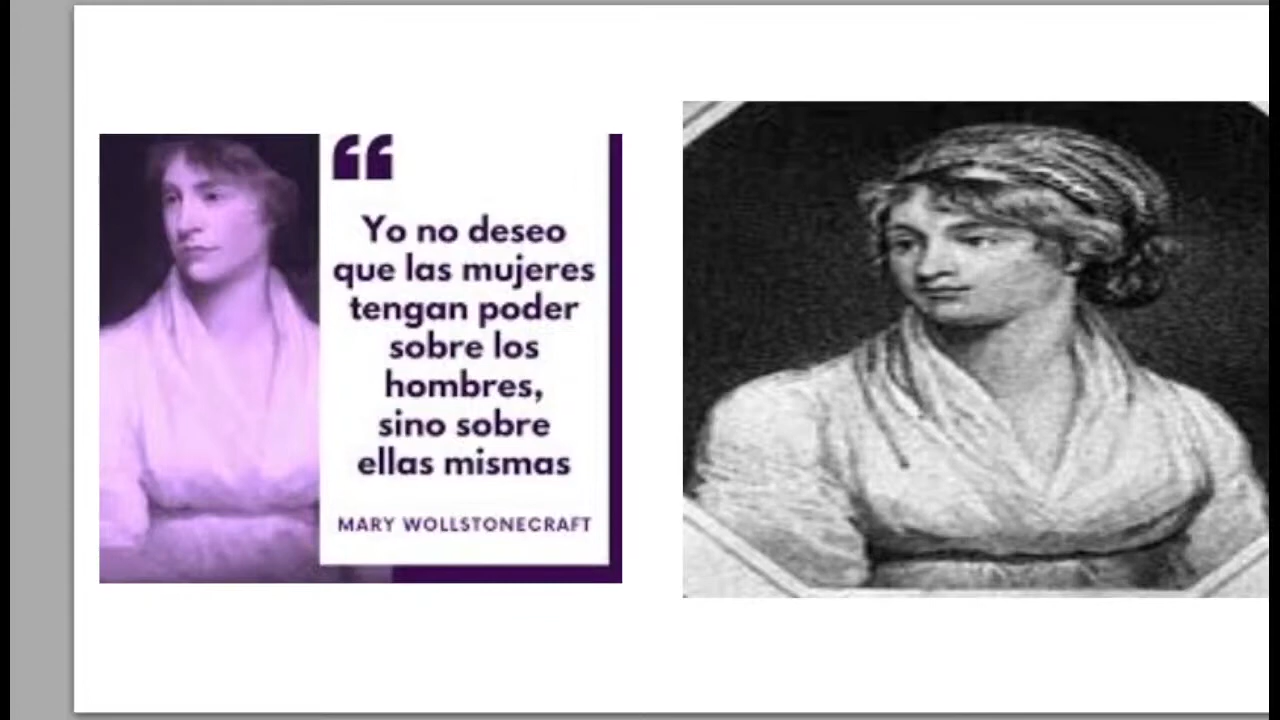 “
Yo no deseo
que las mujeres
tengan poder
sobre los
hombres,
sino sobre
ellas mismas
MARY WOLLSTONECRAFT